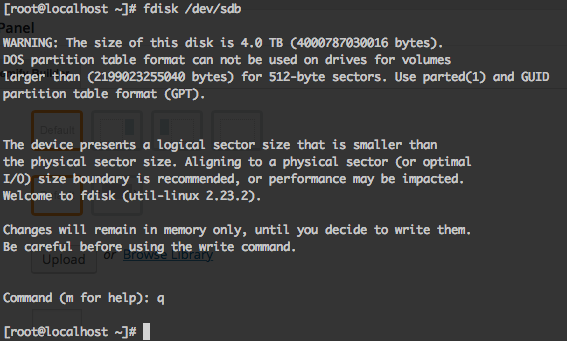 [root@localhost ~]# fdisk /dev/sdb
Panel
WARNING: The size of this disk is 4.0 TB (4000787030016 bytes).
DOS partition table format can not be used on drives for volumes
larger than (2199023255040 bytes) for 512-byte sectors. Use parted(1) and GUID
partition table format (GPT).
Default
The device presents a logical sector size that is smaller than
the physical sector size. Aligning to a physical sector (or optimal
I/O) size boundary is recommended, or performance may be impacted.
Welcome to fdisk (util-linux 2.23.2).
Changes will remain in memory only, until you decide to write them.
Be careful before using the write command.
Upload or Browse Library
Command (m for help): q
[root@localhost ~]#